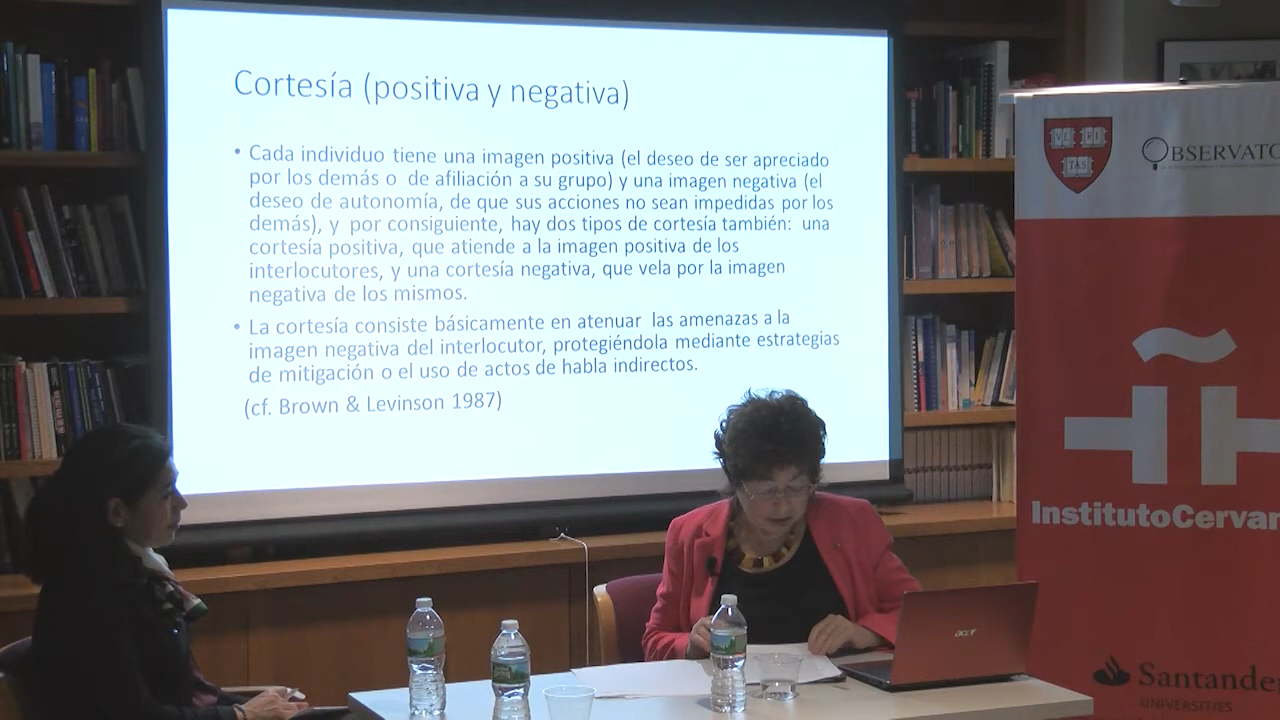 Cortesía (positiva y negativa)
• Cada individuo tiene una imagen positiva (el deseo de ser apreciado
por los demás o de afiliación a su grupo) y una imagen negativa (el
deseo de autonomía, de que sus acciones no sean impedidas por los
demás), y por consiguiente, hay dos tipos de cortesía también: una
cortesía positiva, que atiende a la imagen positiva de los
interlocutores, y una cortesía negativa, que vela por la imagen
negativa de los mismos.
• La cortesía consiste básicamente en atenuar las amenazas a la
imagen negativa del interlocutor, protegiéndola mediante estrategias
de mitigación o el uso de actos de habla indirectos.
(cf. Brown & Levinson 1987)
VE RI
TAS
OBSERVATO
InstitutoCervan
Santande
UNIVERSITIES
acer